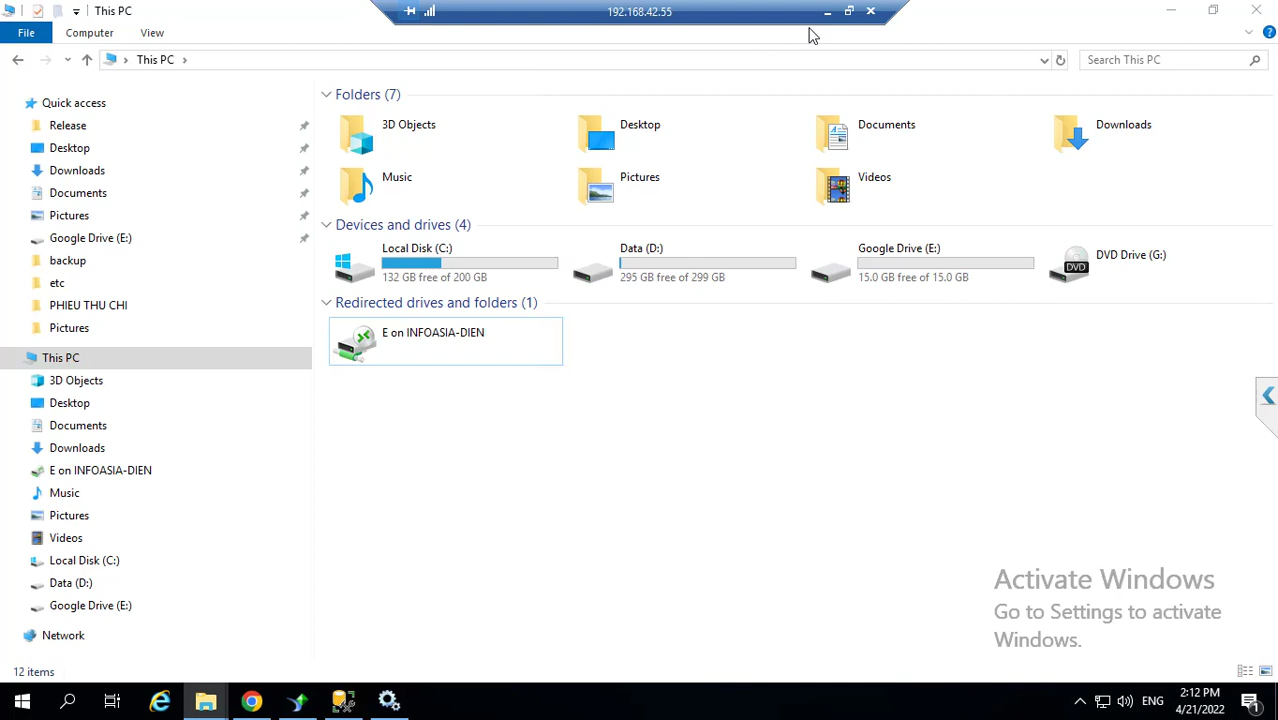 This PC
192.168.42.55
File
Computer
View
This PC
Search This PC
Quick access
Release
Desktop
Downloads
Documents
Pictures
Google Drive (E:)
backup
etc
PHIEU THU CHI
Pictures
This PC
3D Objects
Desktop
Documents
Downloads
E on INFOASIA-DIEN
Music
Pictures
Videos
Local Disk (C:)
Data (D:)
Google Drive (E:)
Network
Folders (7)
3D Objects
Desktop
Documents
Downloads
Music
Pictures
Videos
Devices and drives (4)
Local Disk (C:)
132 GB free of 200 GB
Data (D:)
295 GB free of 299 GB
Google Drive (E:)
15.0 GB free of 15.0 GB
DVD
DVD Drive (G:)
Redirected drives and folders (1)
E on INFOASIA-DIEN
Activate Windows
Go to Settings to activate
Windows.
12 items
ENG
2:12 PM
4/21/2022
1